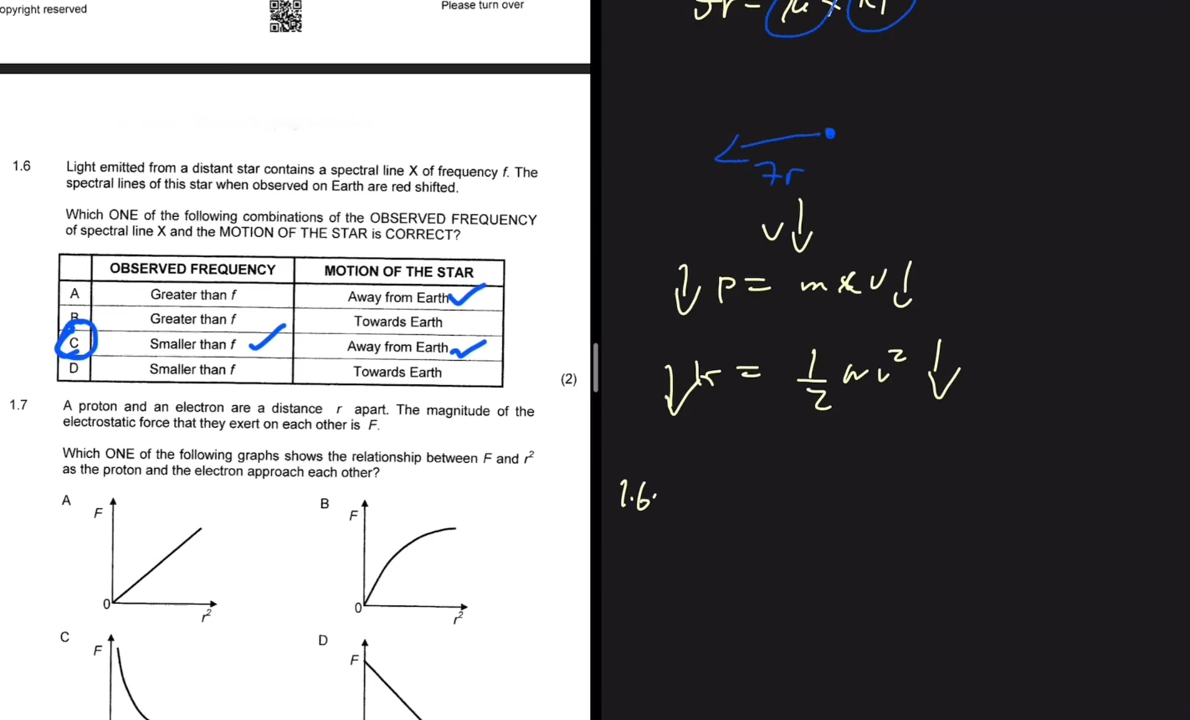 opyright reserved
Please turn over
1.6 Light emitted from a distant star contains a spectral line X of frequency f. The
spectral lines of this star when observed on Earth are red shifted.
Which ONE of the following combinations of the OBSERVED FREQUENCY
of spectral line X and the MOTION OF THE STAR is CORRECT?
OBSERVED FREQUENCY MOTION OF THE STAR
A Greater than f Away from Earth
B Greater than f Towards Earth
C Smaller than f Away from Earth
D Smaller than f Towards Earth
(2)
1.7 A proton and an electron are a distance r apart. The magnitude of the
electrostatic force that they exert on each other is F.
Which ONE of the following graphs shows the relationship between F and r²
as the proton and the electron approach each other?
A
F
0
r²
B
F
0
r²
C
F
D
F
v↓
↓ p = m x v ↓
= 1/2 mv² ↓
1.6.